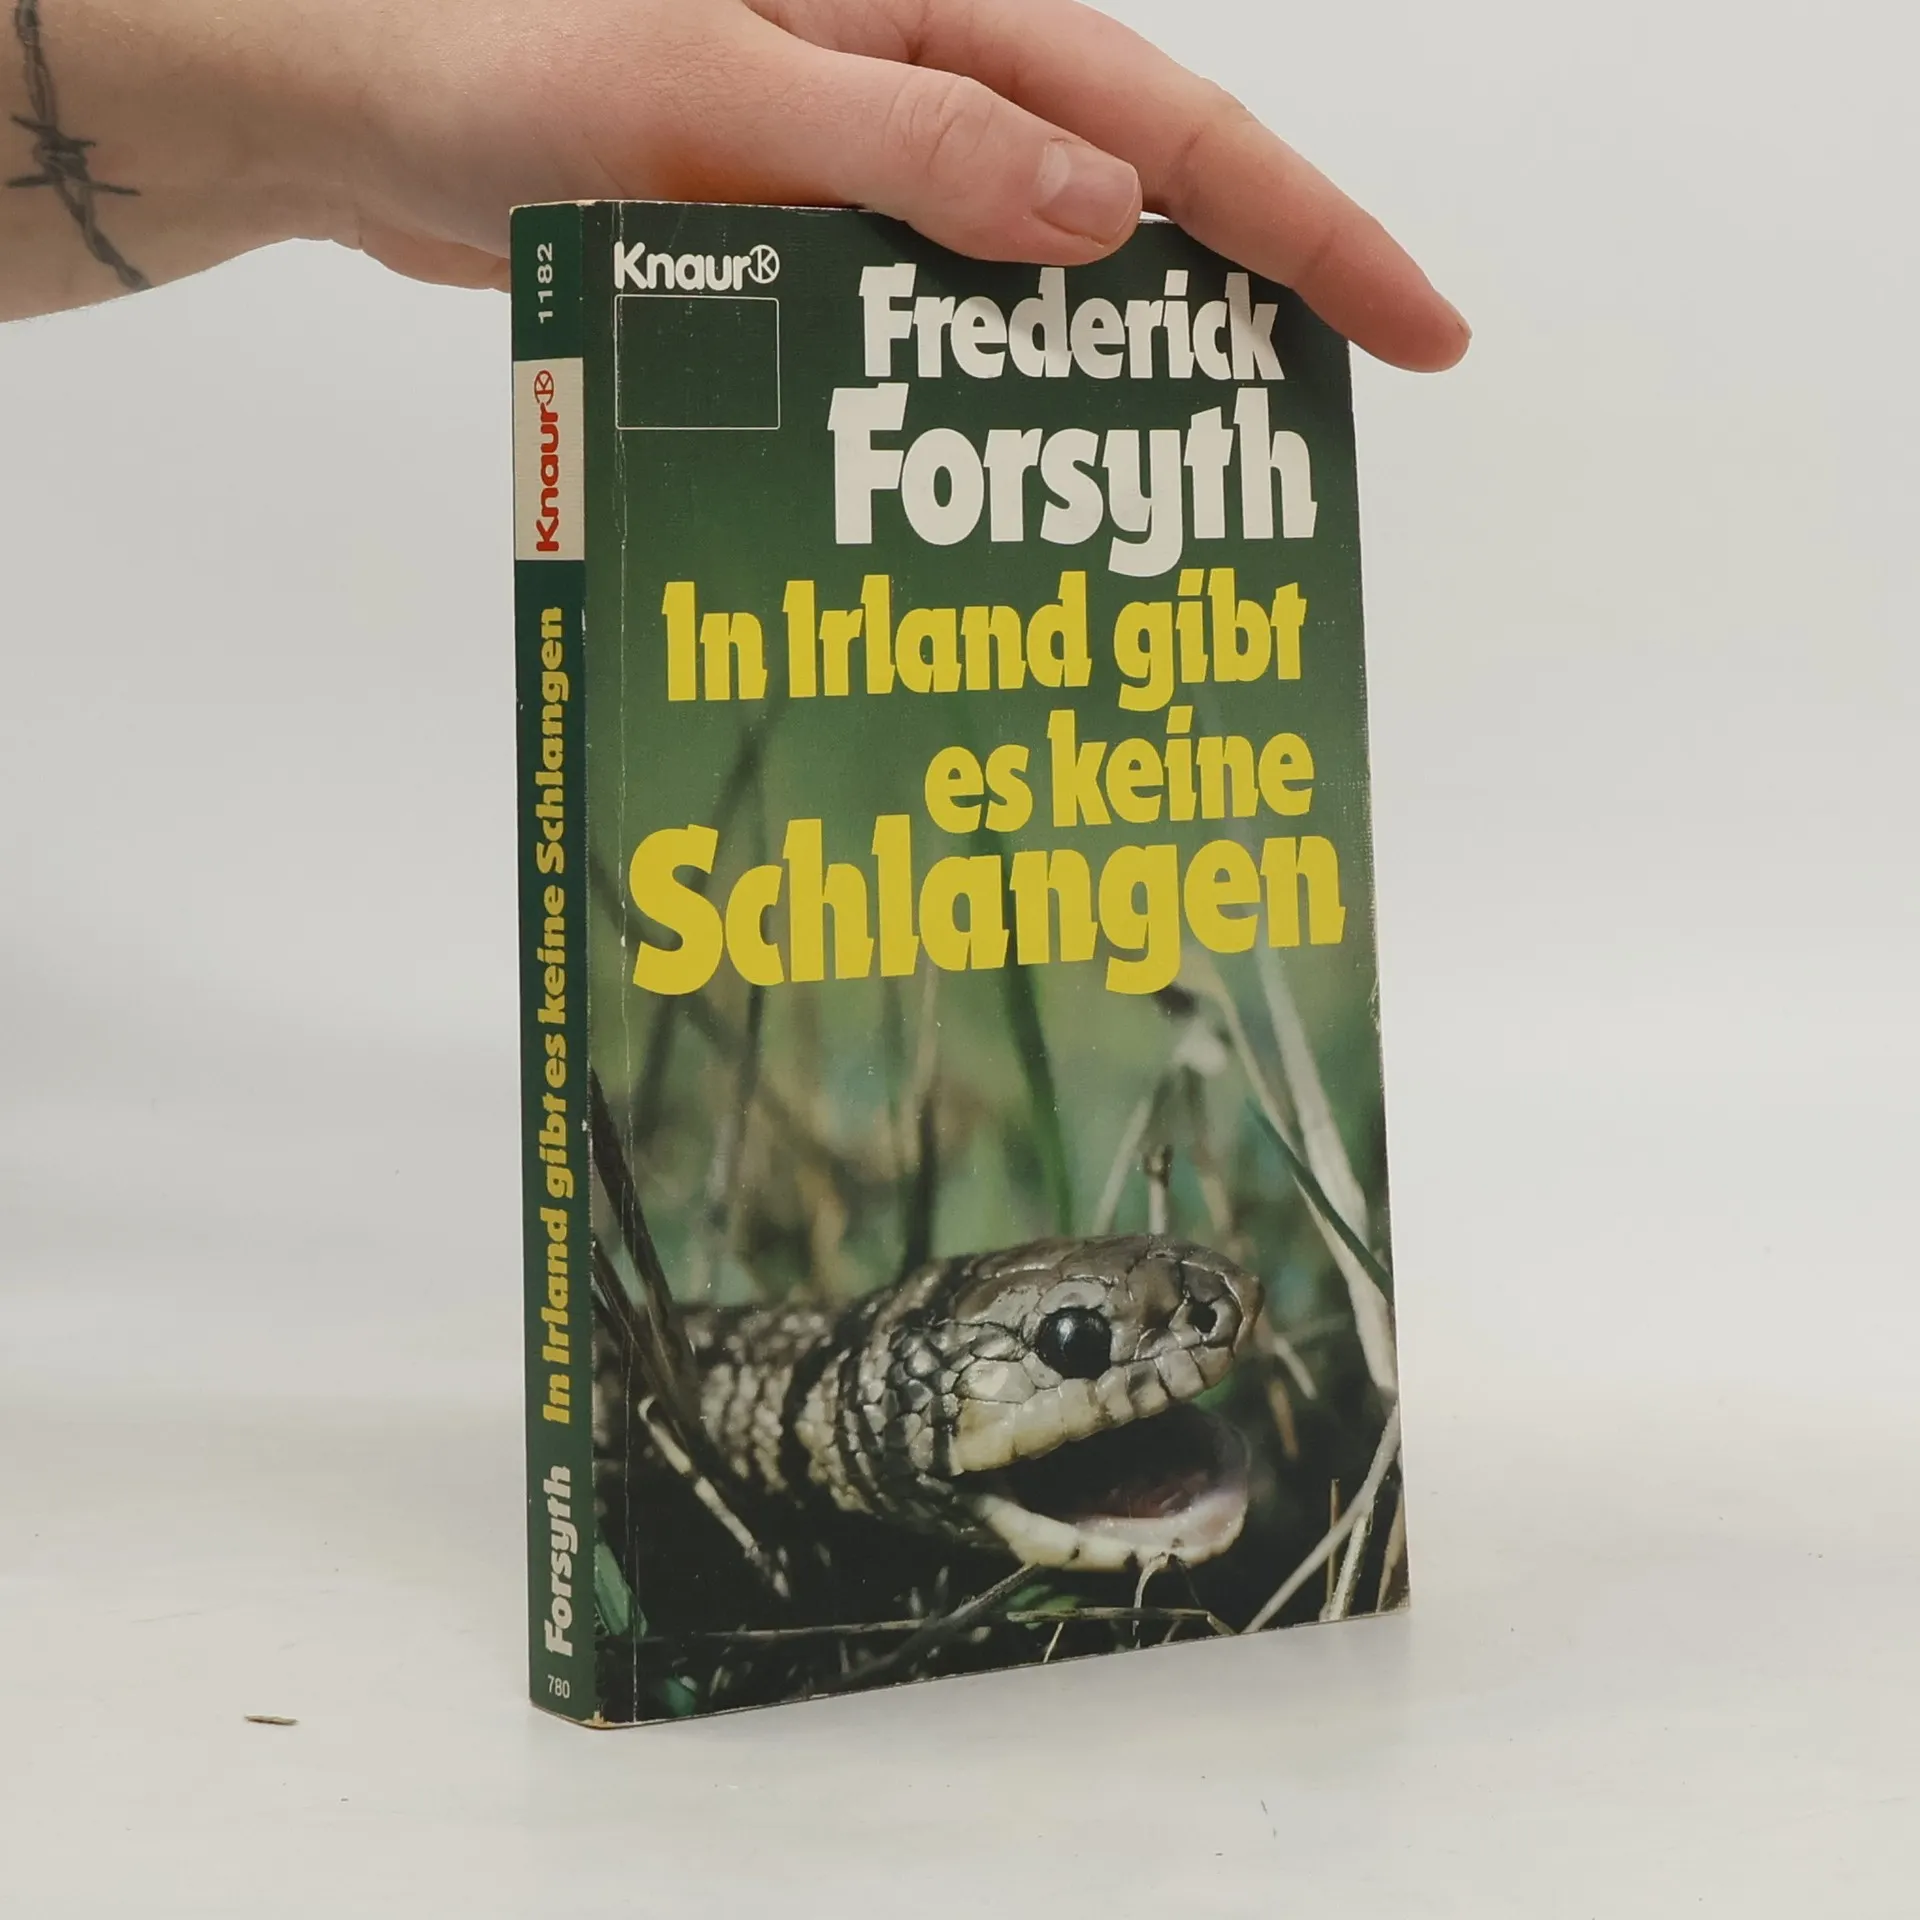 Knaur
Frederick
Forsyth
In Irland gibt
es keine
Schlangen
1182
Knaur
In Irland gibt es keine Schlangen
Forsyth
780